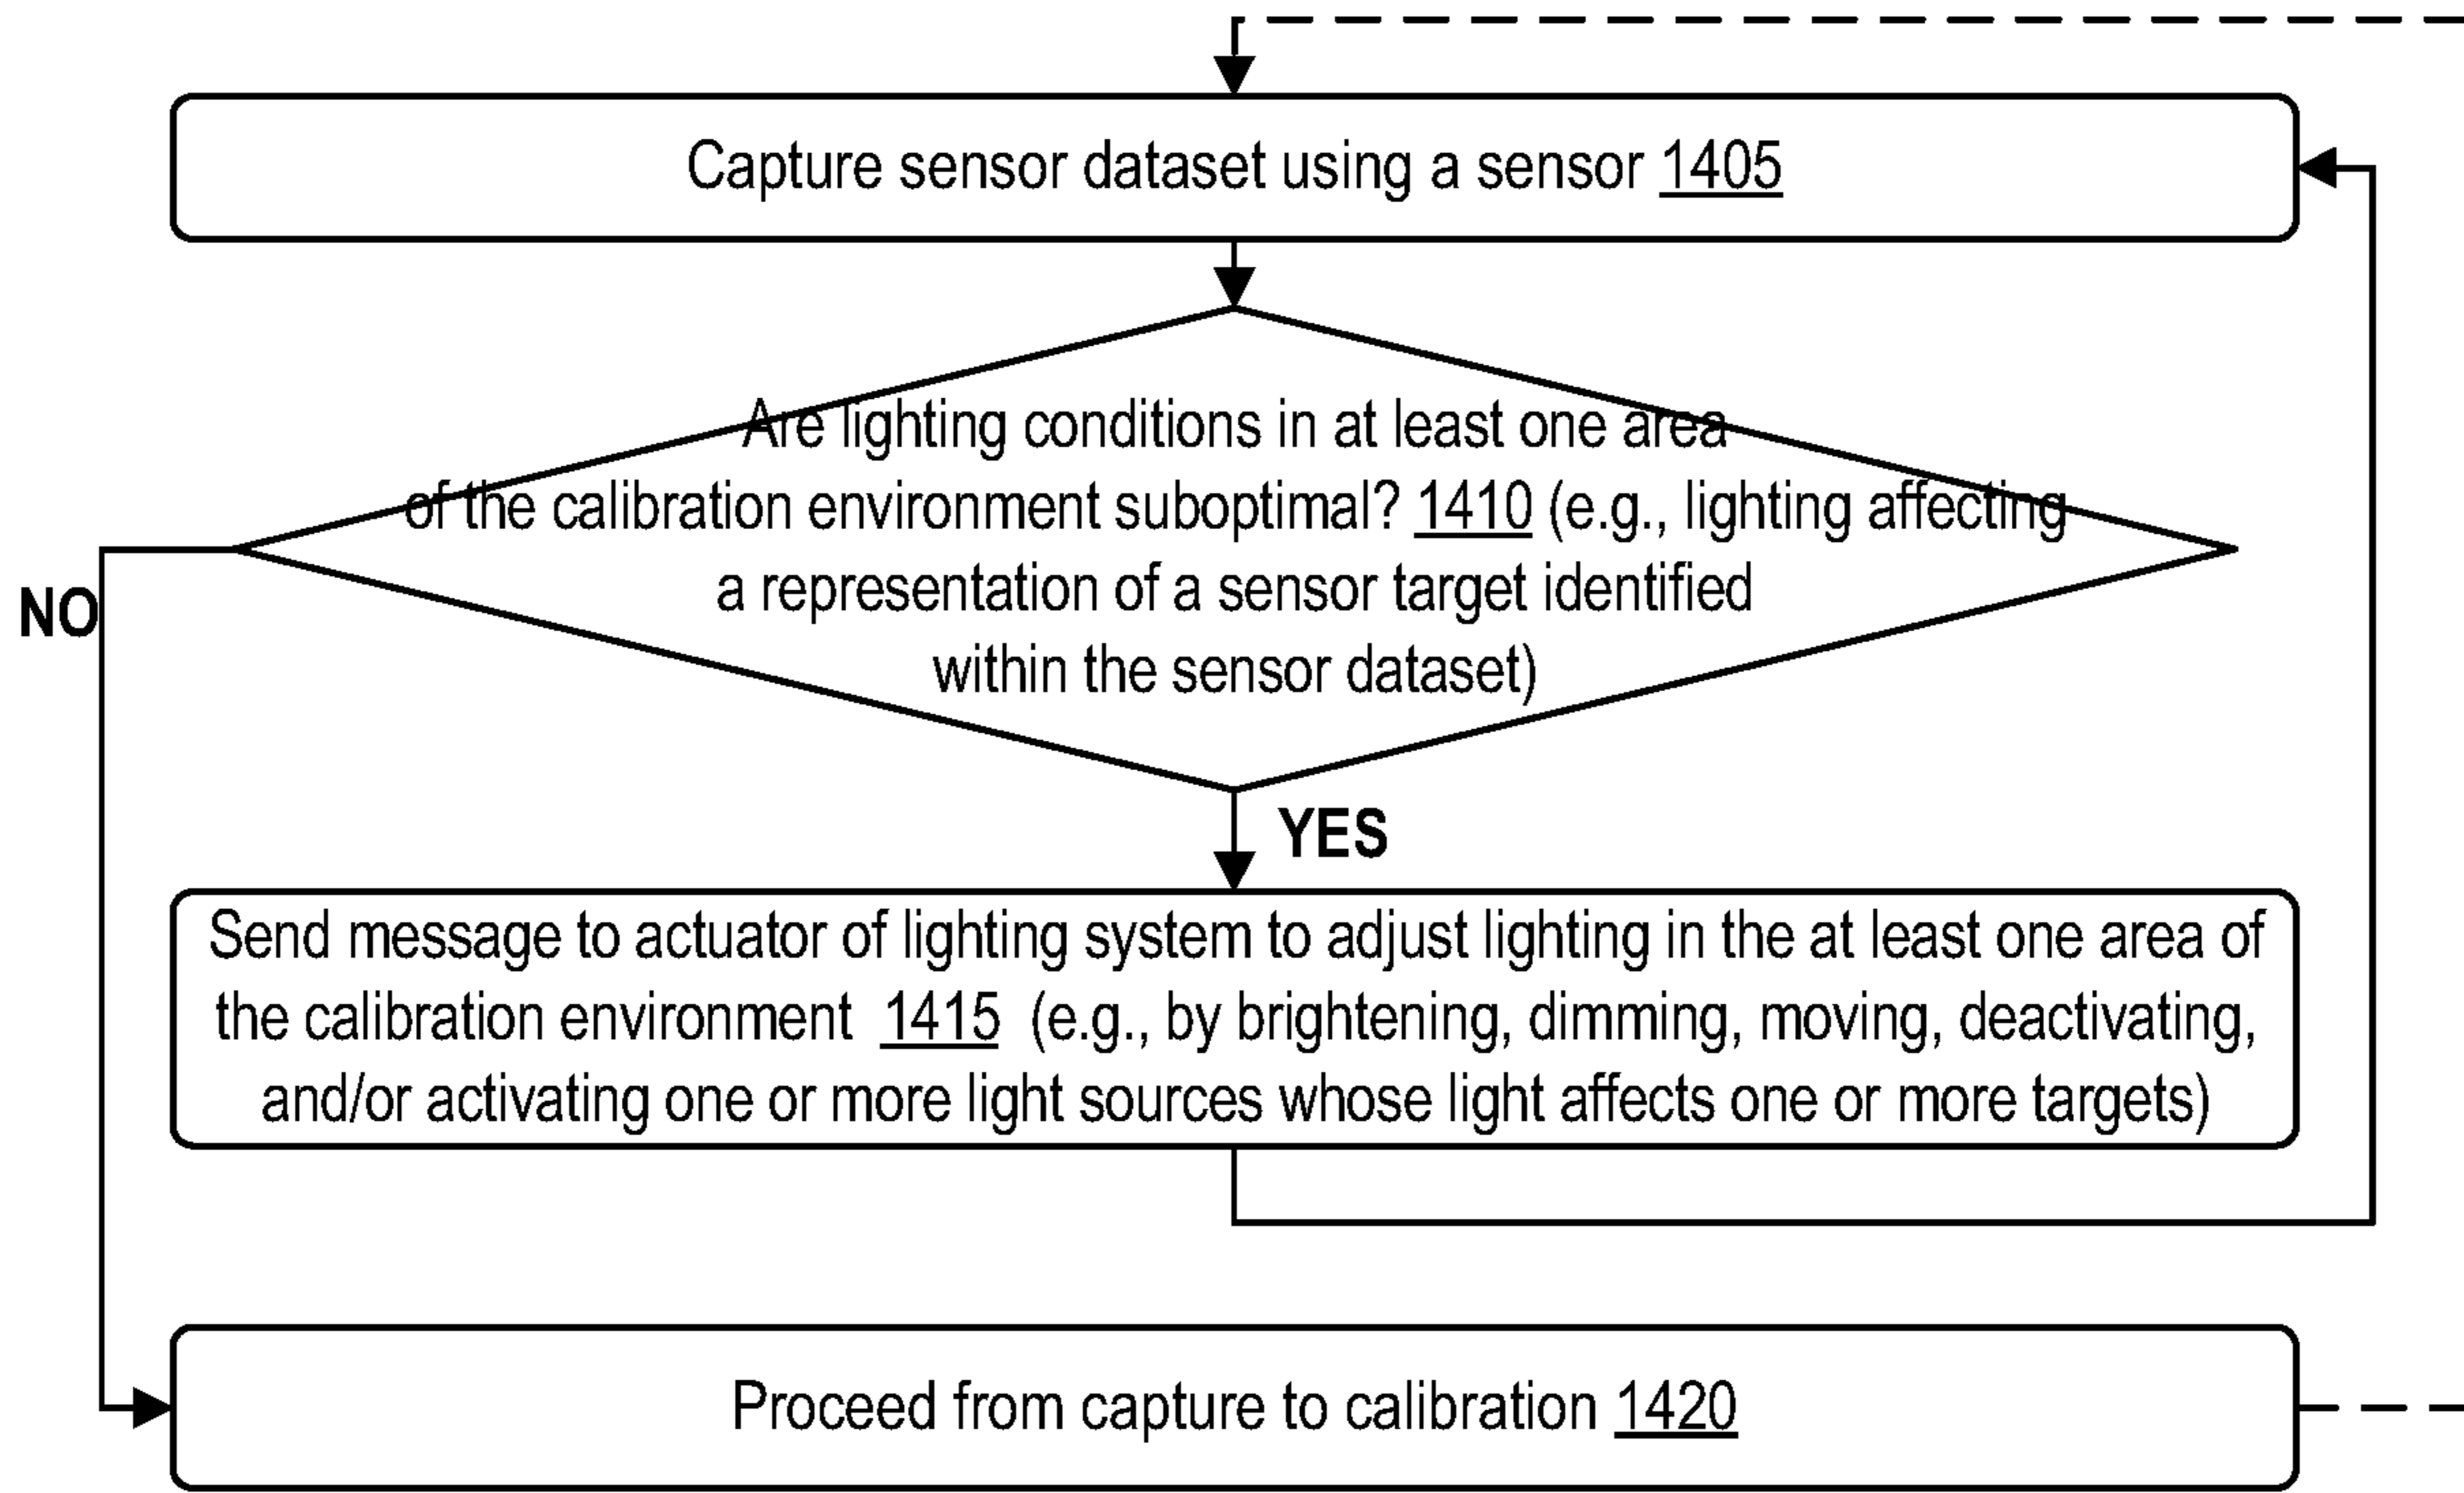 Capture sensor dataset using a sensor 1405
Are lighting conditions in at least one area
of the calibration environment suboptimal? 1410 (e.g., lighting affecting
a representation of a sensor target identified
within the sensor dataset)
NO
YES
Send message to actuator of lighting system to adjust lighting in the at least one area of
the calibration environment 1415 (e.g., by brightening, dimming, moving, deactivating,
and/or activating one or more light sources whose light affects one or more targets)
Proceed from capture to calibration 1420